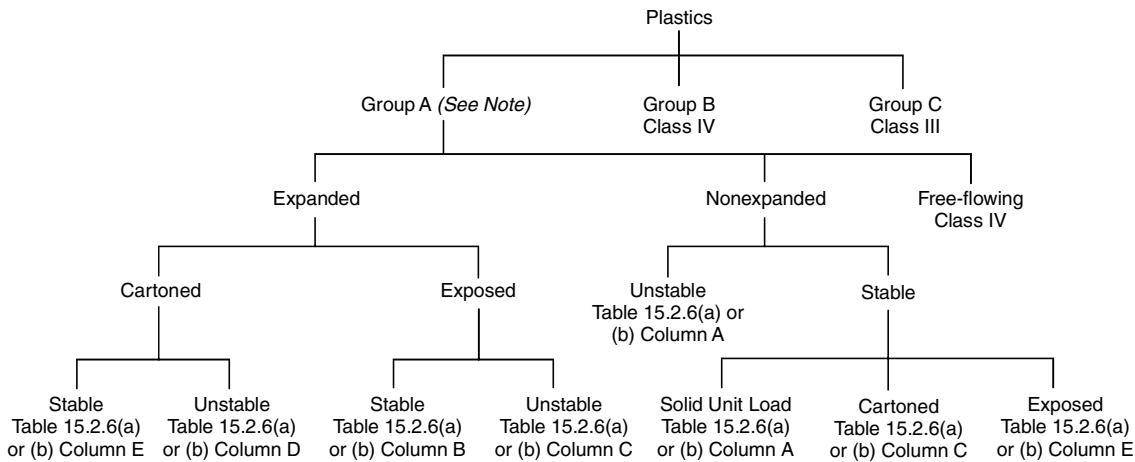 Plastics
Group A (See Note)
Group B
Class IV
Group C
Class III
Expanded
Nonexpanded
Free-flowing
Class IV
Cartoned
Exposed
Unstable
Table 15.2.6(a) or
(b) Column A
Stable
Stable
Table 15.2.6(a)
or (b) Column E
Unstable
Table 15.2.6(a)
or (b) Column D
Stable
Table 15.2.6(a)
or (b) Column B
Unstable
Table 15.2.6(a)
or (b) Column C
Solid Unit Load
Table 15.2.6(a)
or (b) Column A
Cartoned
Table 15.2.6(a)
or (b) Column C
Exposed
Table 15.2.6(a)
or (b) Column E